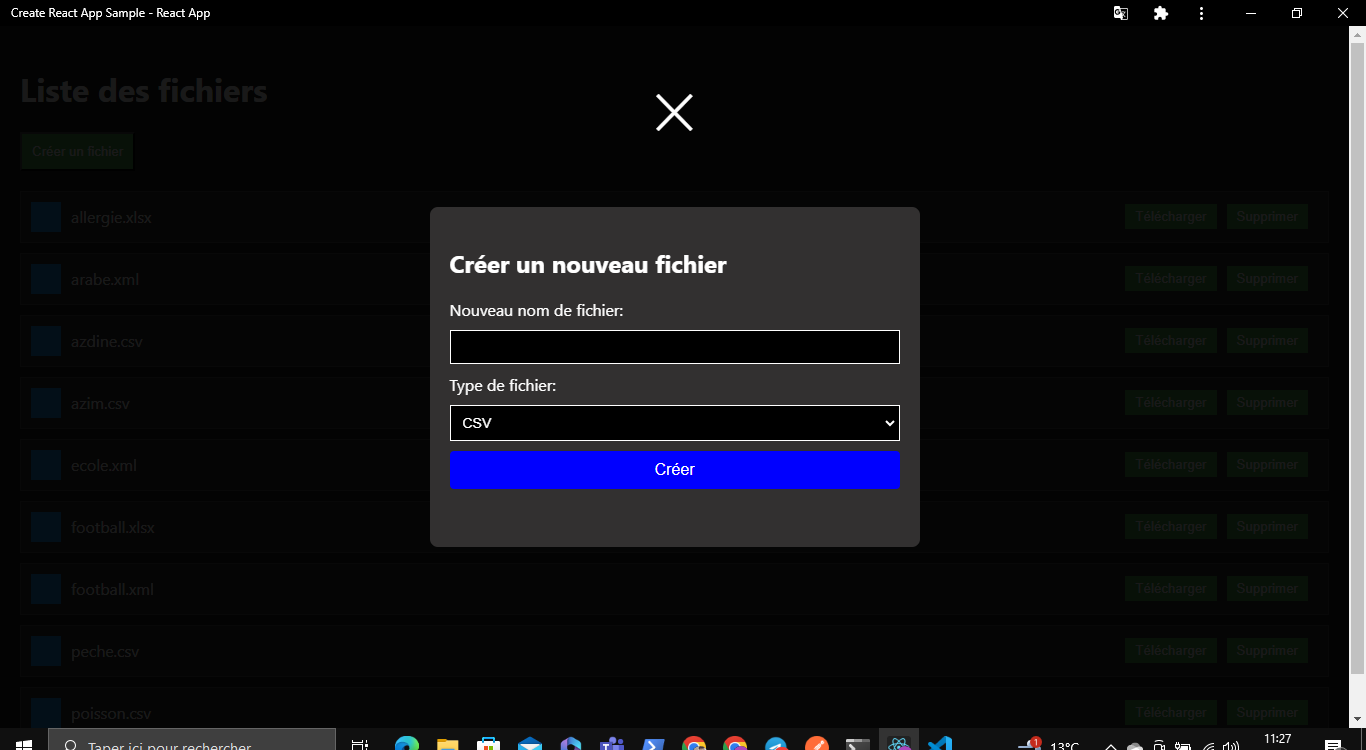 Create React App Sample - React App
Liste des fichiers
Créer un fichier
allergie.xlsx Télécharger Supprimer
arabe.xml Télécharger Supprimer
azdine.csv Télécharger Supprimer
azim.csv Télécharger Supprimer
ecole.xml Télécharger Supprimer
football.xlsx Télécharger Supprimer
football.xml Télécharger Supprimer
peche.csv Télécharger Supprimer
poisson.csv Télécharger Supprimer
Créer un nouveau fichier
Nouveau nom de fichier:
Type de fichier:
CSV
Créer
Taper ici pour rechercher
1
13°C
11:27